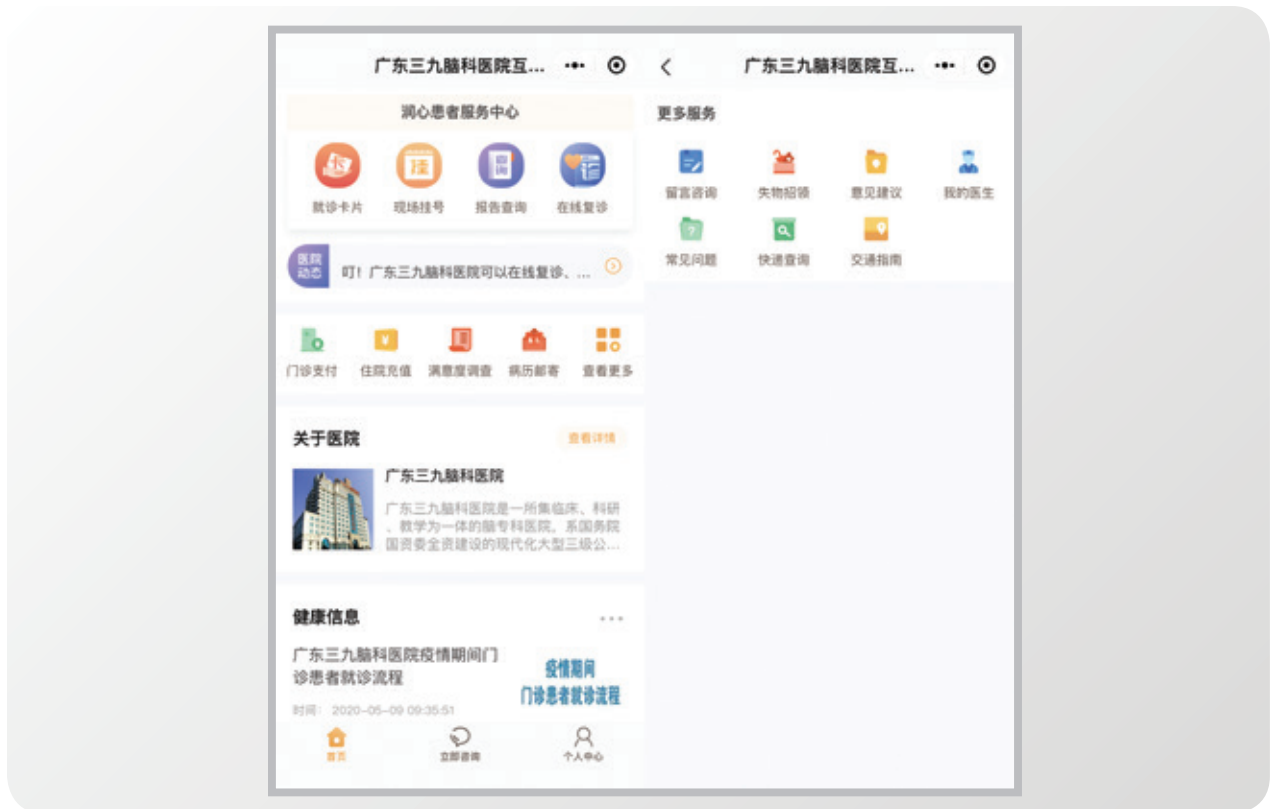 广东三九脑科医院互...
润心患者服务中心
卡
挂
查询
证
就诊卡片 现场挂号 报告查询 在线复诊
医院
动态
叮！广东三九脑科医院可以在线复诊、...
¥
门诊支付 住院充值 满意度调查 病历邮寄 查看更多
关于医院
查看详情
广东三九脑科医院
广东三九脑科医院是一所集临床、科研
、教学为一体的脑专科医院，系国务院
国资委全资建设的现代化大型三级公...
健康信息
广东三九脑科医院疫情期间门
诊患者就诊流程
时间： 2020-05-09 09:35:51
疫情期间
门诊患者就诊流程
首页 立即咨询 个人中心
广东三九脑科医院互...
更多服务
留言咨询 失物招领 意见建议 我的医生
?
常见问题 快递查询 交通指南